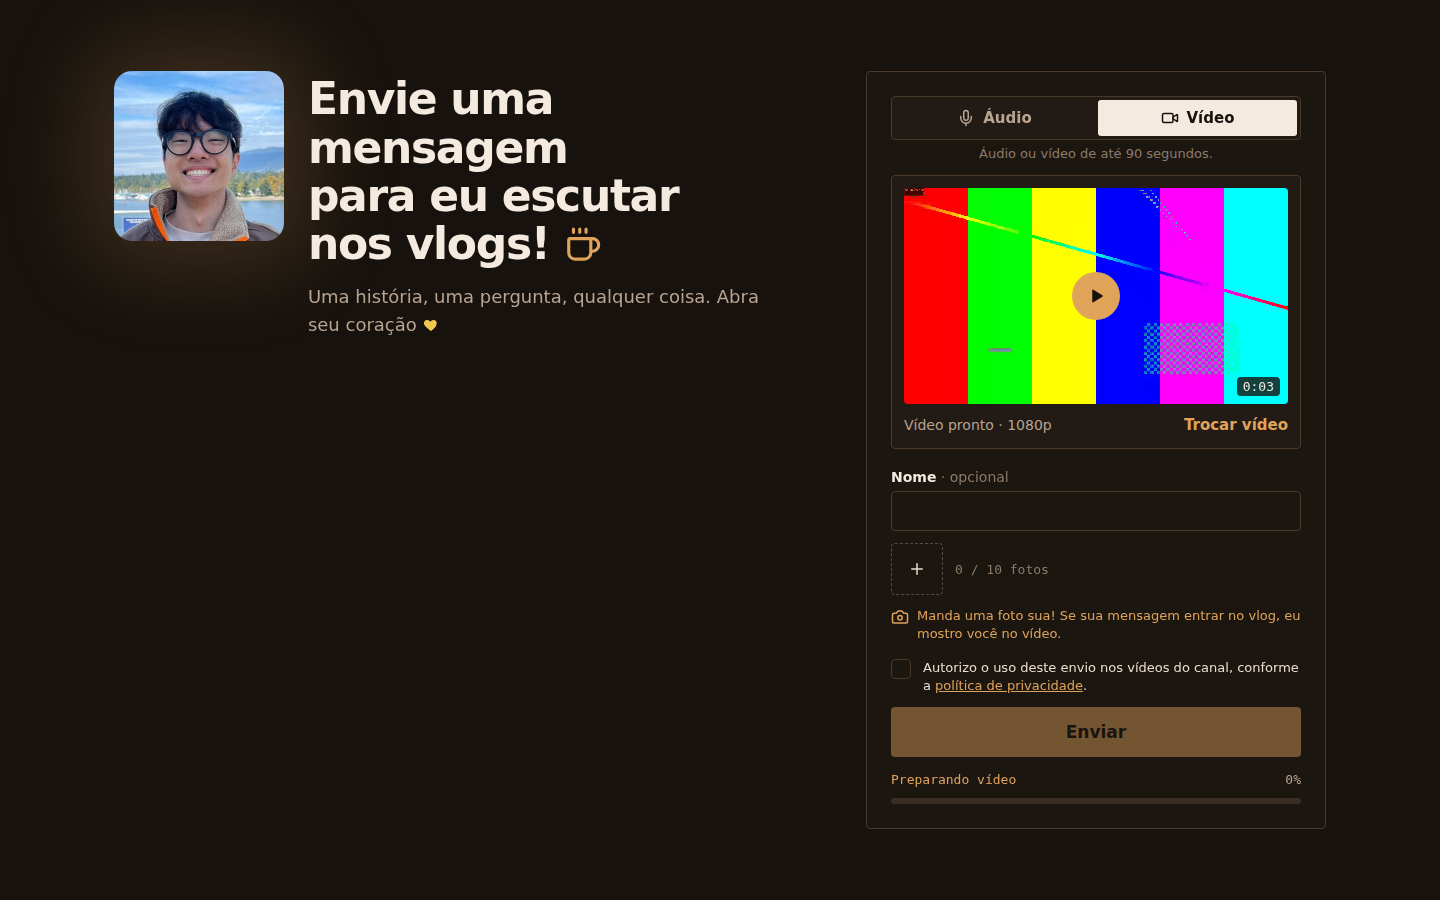 Envie uma
mensagem
para eu escutar
nos vlogs!
Uma história, uma pergunta, qualquer coisa. Abra
seu coração
Áudio
Vídeo
Áudio ou vídeo de até 90 segundos.
0:03
Vídeo pronto · 1080p
Trocar vídeo
Nome · opcional
0 / 10 fotos
Manda uma foto sua! Se sua mensagem entrar no vlog, eu
mostro você no vídeo.
Autorizo o uso deste envio nos vídeos do canal, conforme
a política de privacidade.
Enviar
Preparando vídeo
0%